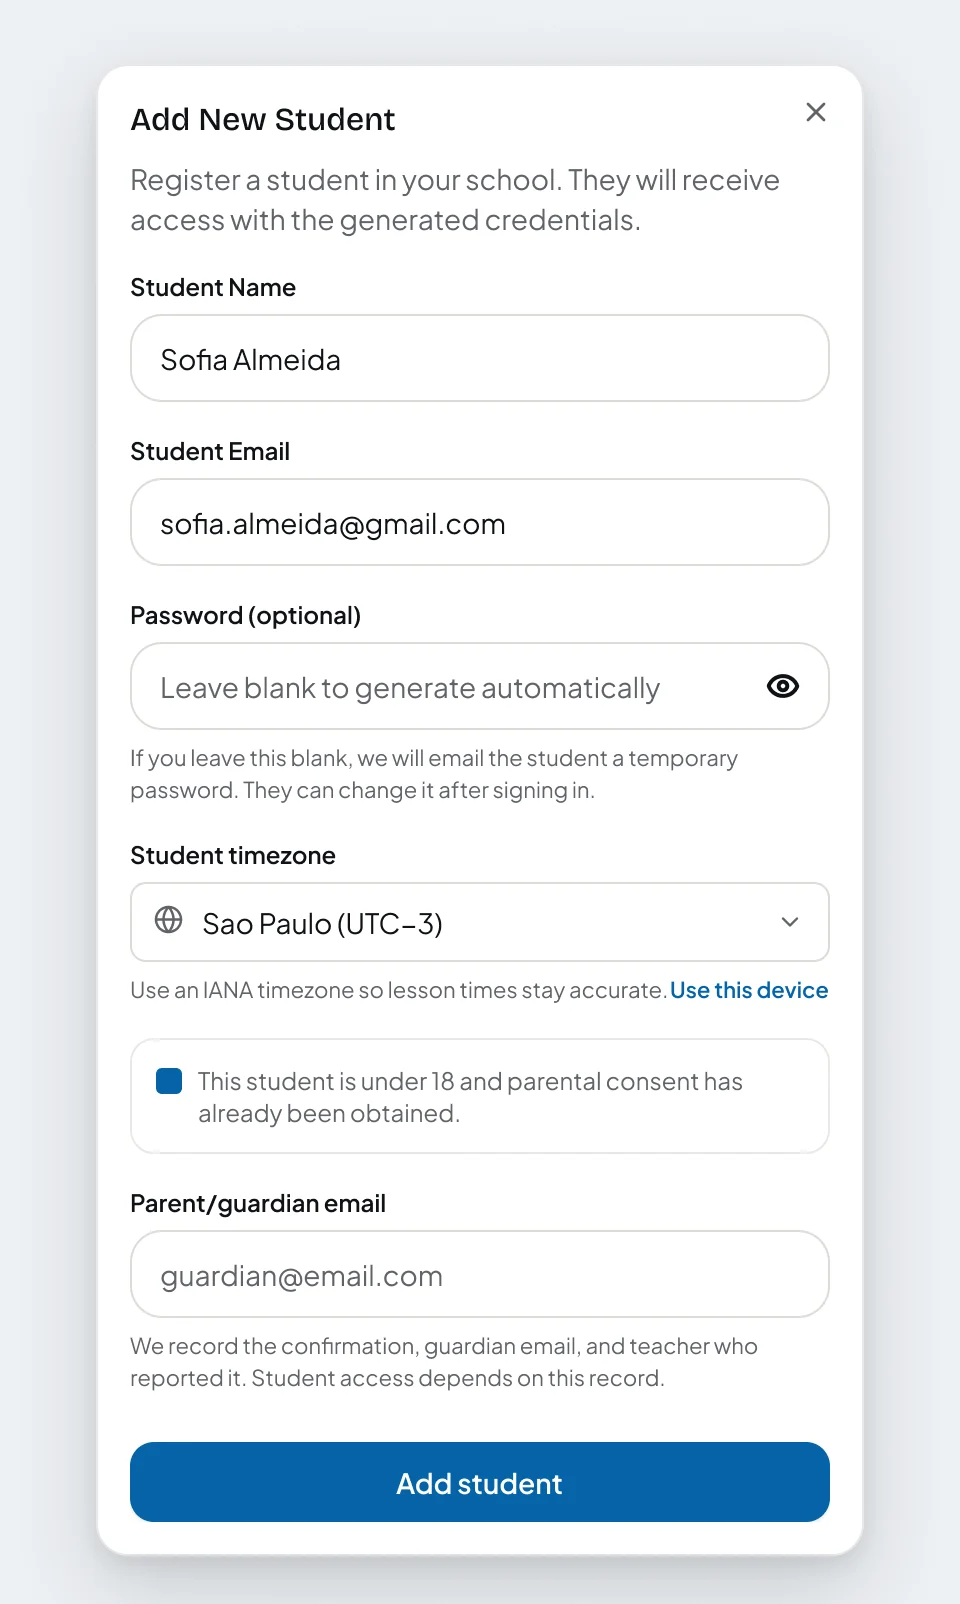 Add New Student
Register a student in your school. They will receive
access with the generated credentials.
Student Name
Sofia Almeida
Student Email
sofia.almeida@gmail.com
Password (optional)
Leave blank to generate automatically
If you leave this blank, we will email the student a temporary
password. They can change it after signing in.
Student timezone
Sao Paulo (UTC−3)
Use an IANA timezone so lesson times stay accurate. Use this device
This student is under 18 and parental consent has
already been obtained.
Parent/guardian email
guardian@email.com
We record the confirmation, guardian email, and teacher who
reported it. Student access depends on this record.
Add student